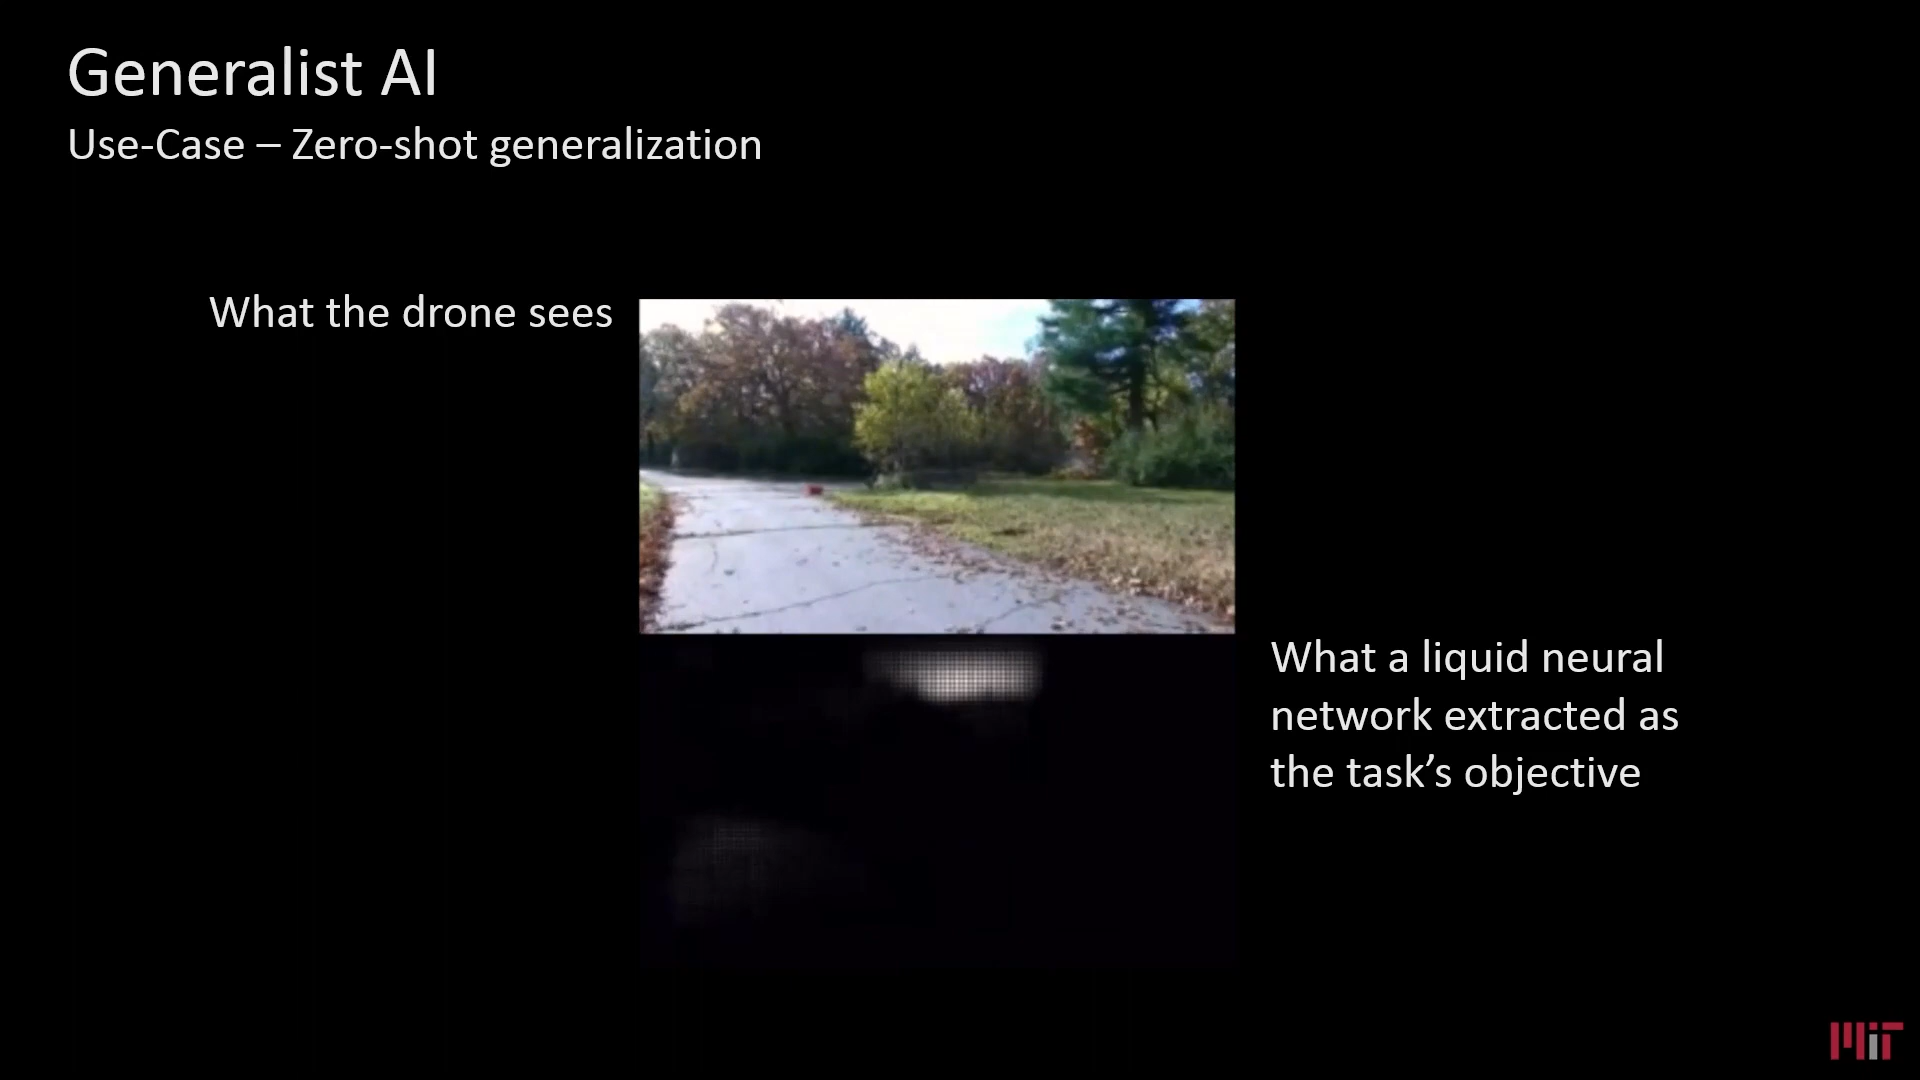 Generalist AI
Use-Case – Zero-shot generalization
What the drone sees
What a liquid neural
network extracted as
the task’s objective
MIT